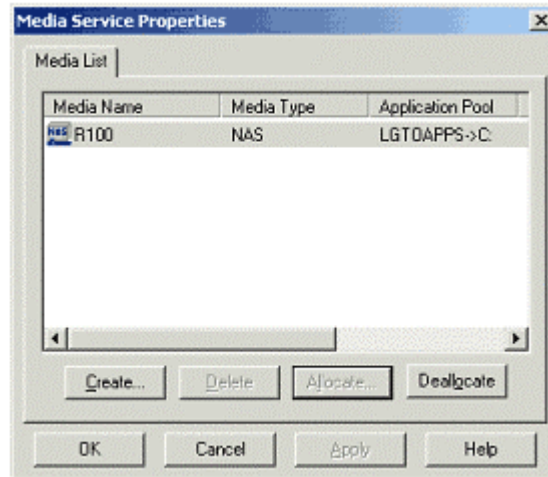 Media Service Properties
Media List
Media Name Media Type Application Pool
NAS R100 NAS LGTOAPPS->C:
Create... Delete Allocate... Deallocate
OK Cancel Apply Help